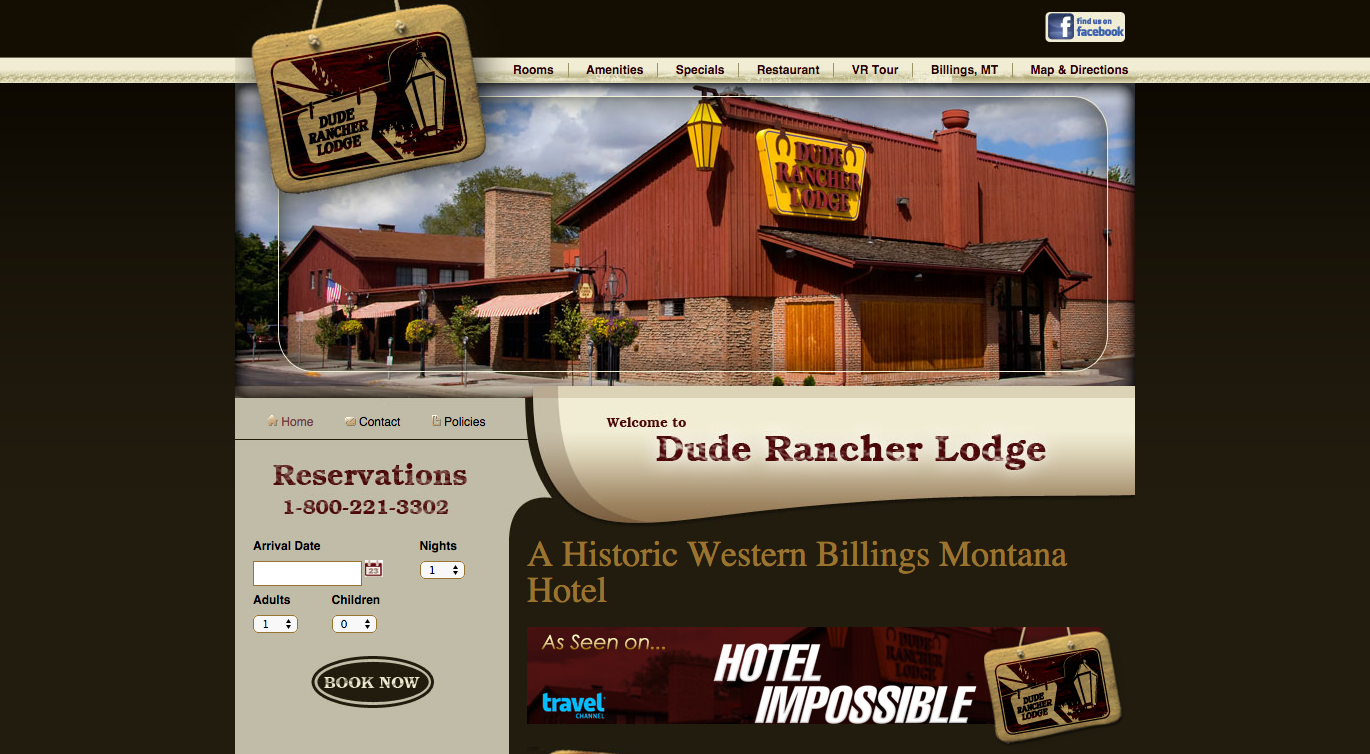 find us on
facebook
Rooms
Amenities
Specials
Restaurant
VR Tour
Billings, MT
Map & Directions
DUDE
RANCHER
LODGE
DUDE
RANCHER
LODGE
Home
Contact
Policies
Welcome to
Dude Rancher Lodge
Reservations
1-800-221-3302
Arrival Date
Nights
23
1
Adults
Children
1
0
BOOK NOW
A Historic Western Billings Montana
Hotel
As Seen on...
HOTEL
IMPOSSIBLE
travel
CHANNEL
DUDE
RANCHER
LODGE
DUDE
RANCHER
LODGE